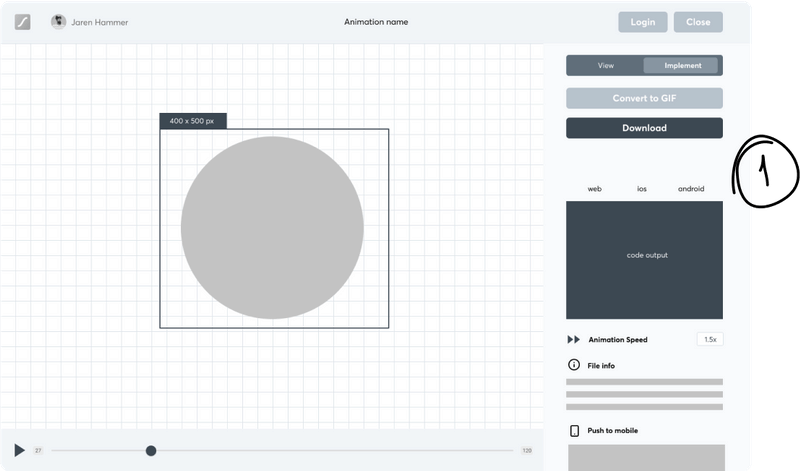 Jaren Hammer
Animation name
Login
Close
View
Implement
Convert to GIF
Download
400 x 500 px
1
web
ios
android
code output
Animation Speed
1.5x
File info
Push to mobile
27
120